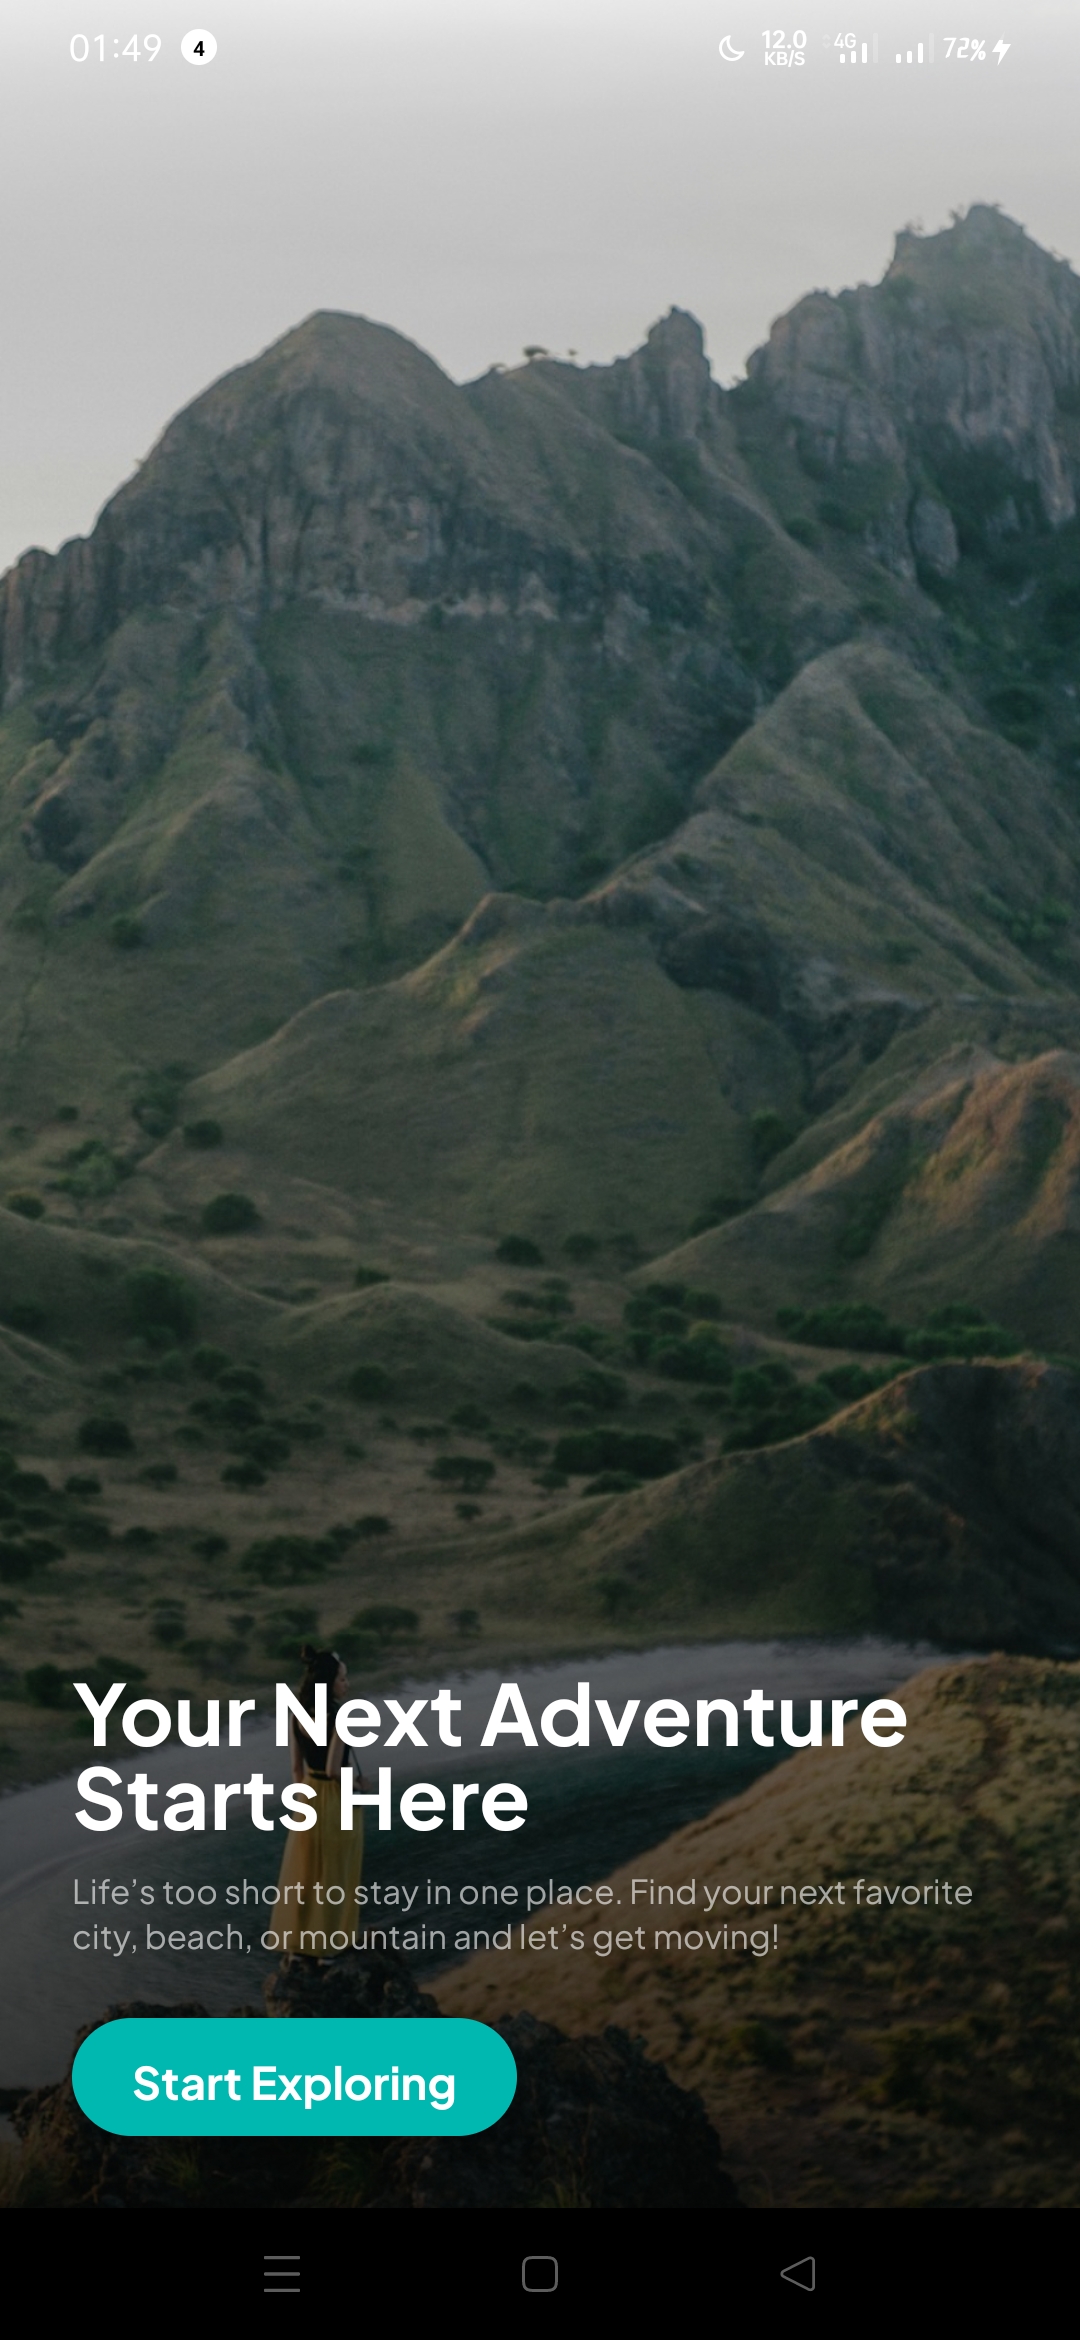 01:49 4 12.0 KB/S 4G 72%
Your Next Adventure
Starts Here
Life’s too short to stay in one place. Find your next favorite
city, beach, or mountain and let’s get moving!
Start Exploring